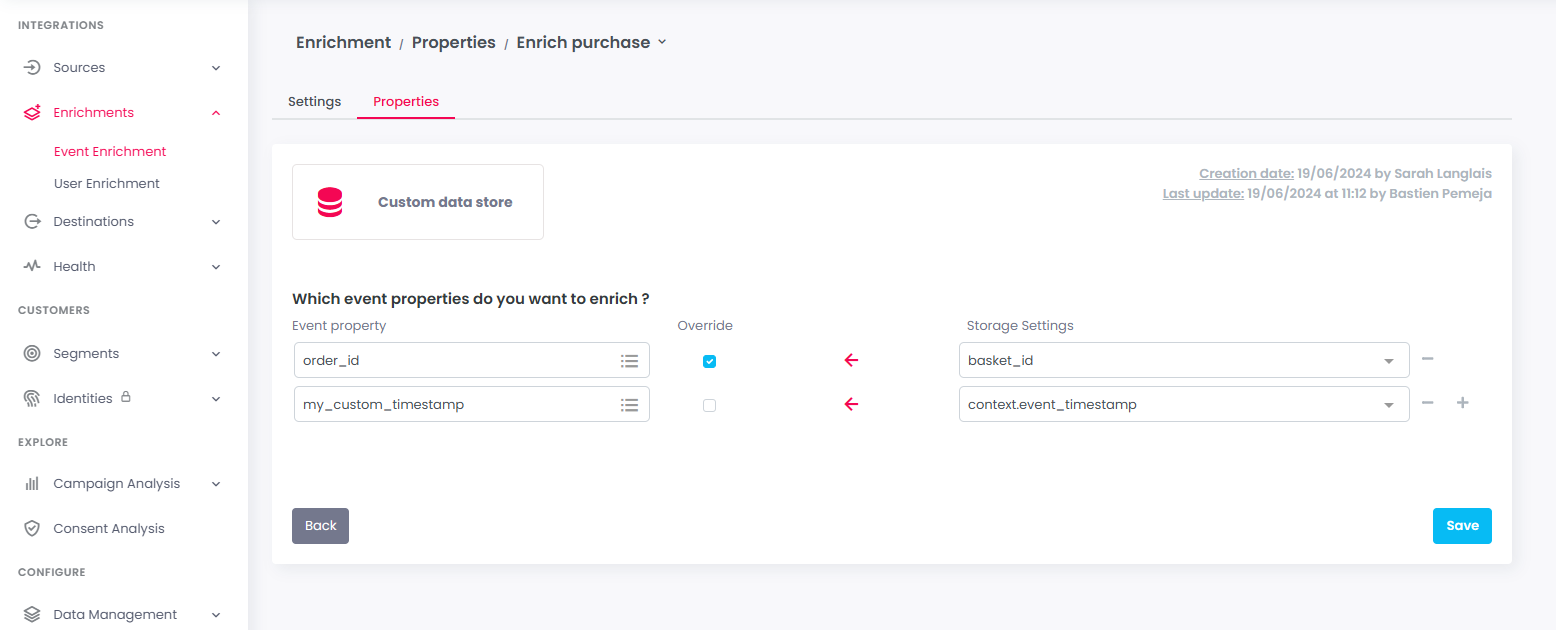 INTEGRATIONS
Sources
Enrichments
Event Enrichment
User Enrichment
Destinations
Health
CUSTOMERS
Segments
Identities
EXPLORE
Campaign Analysis
Consent Analysis
CONFIGURE
Data Management
Enrichment / Properties / Enrich purchase
Settings Properties
Custom data store
Creation date: 19/06/2024 by Sarah Langlais
Last update: 19/06/2024 at 11:12 by Bastien Pemeja
Which event properties do you want to enrich ?
Event property Override Storage Settings
order_id basket_id
my_custom_timestamp context.event_timestamp
Back Save